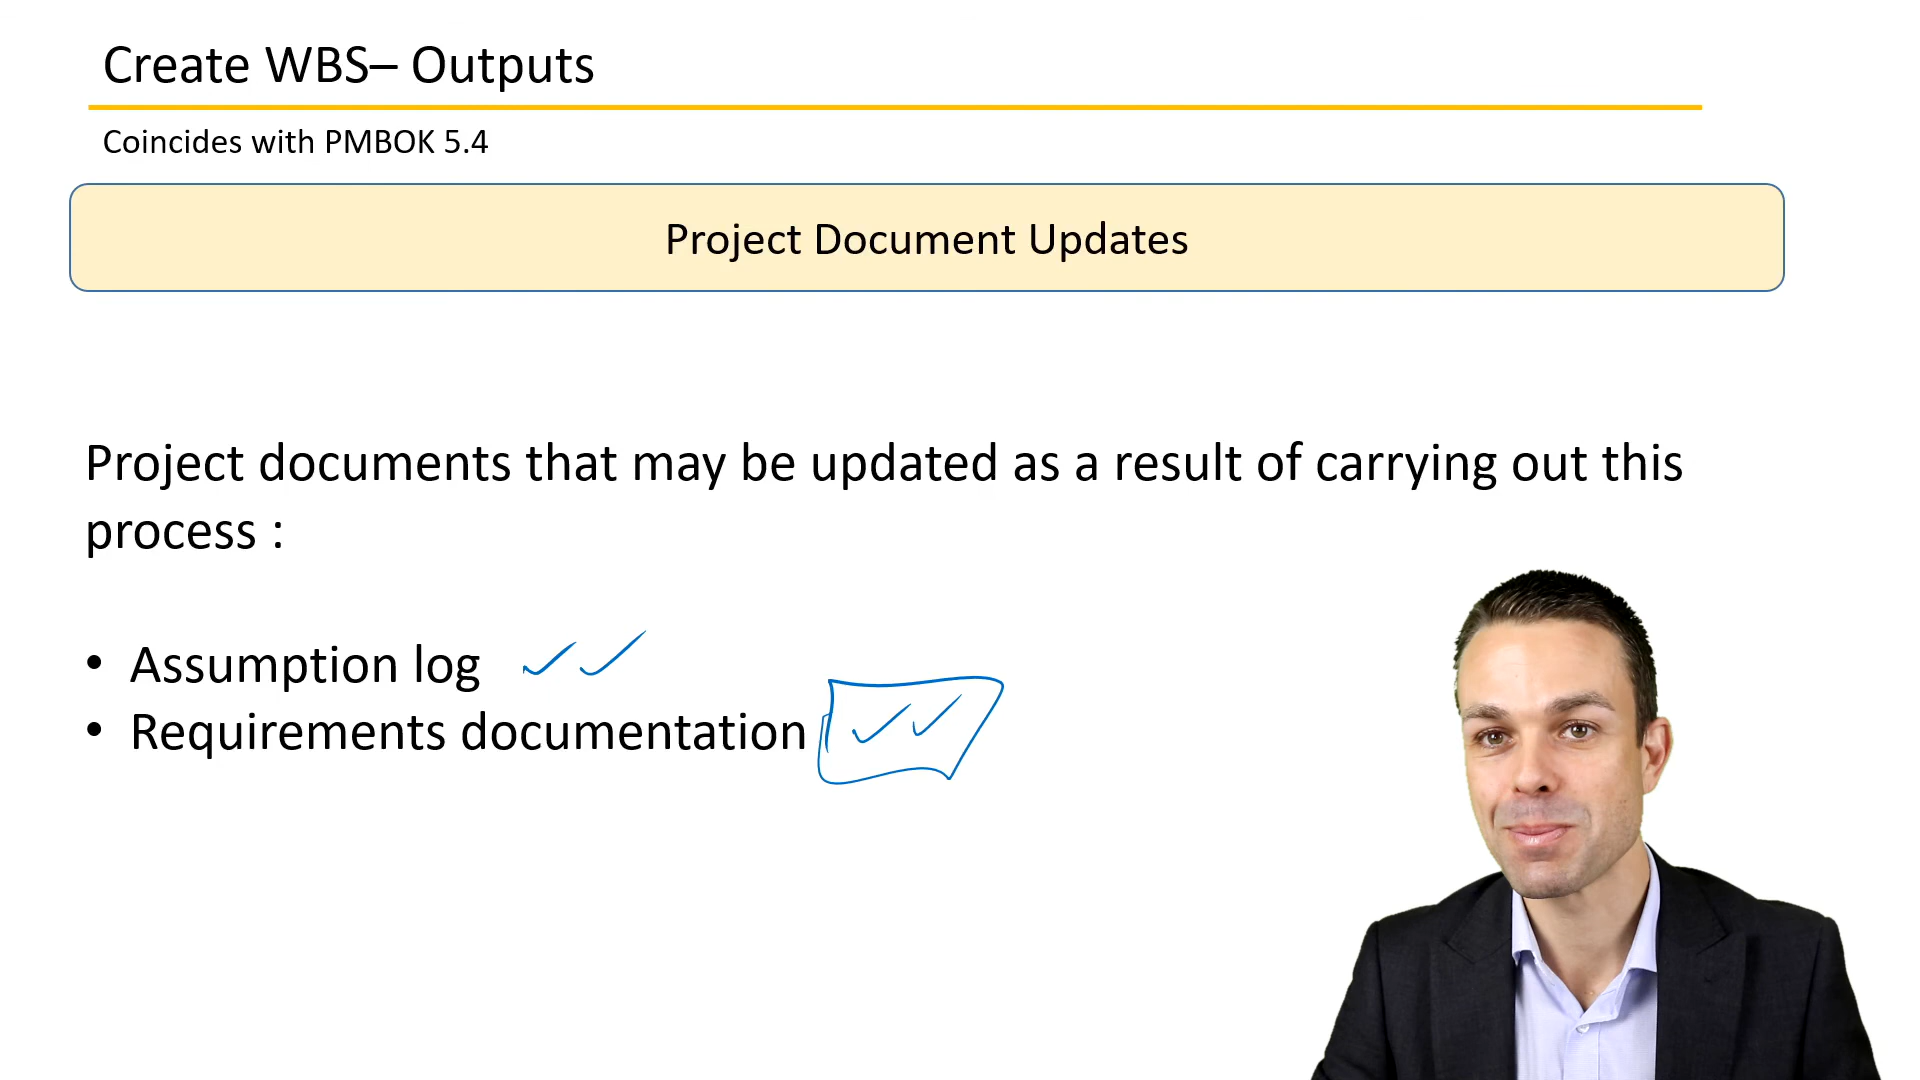 Create WBS– Outputs
Coincides with PMBOK 5.4
Project Document Updates
Project documents that may be updated as a result of carrying out this
process :
• Assumption log
• Requirements documentation